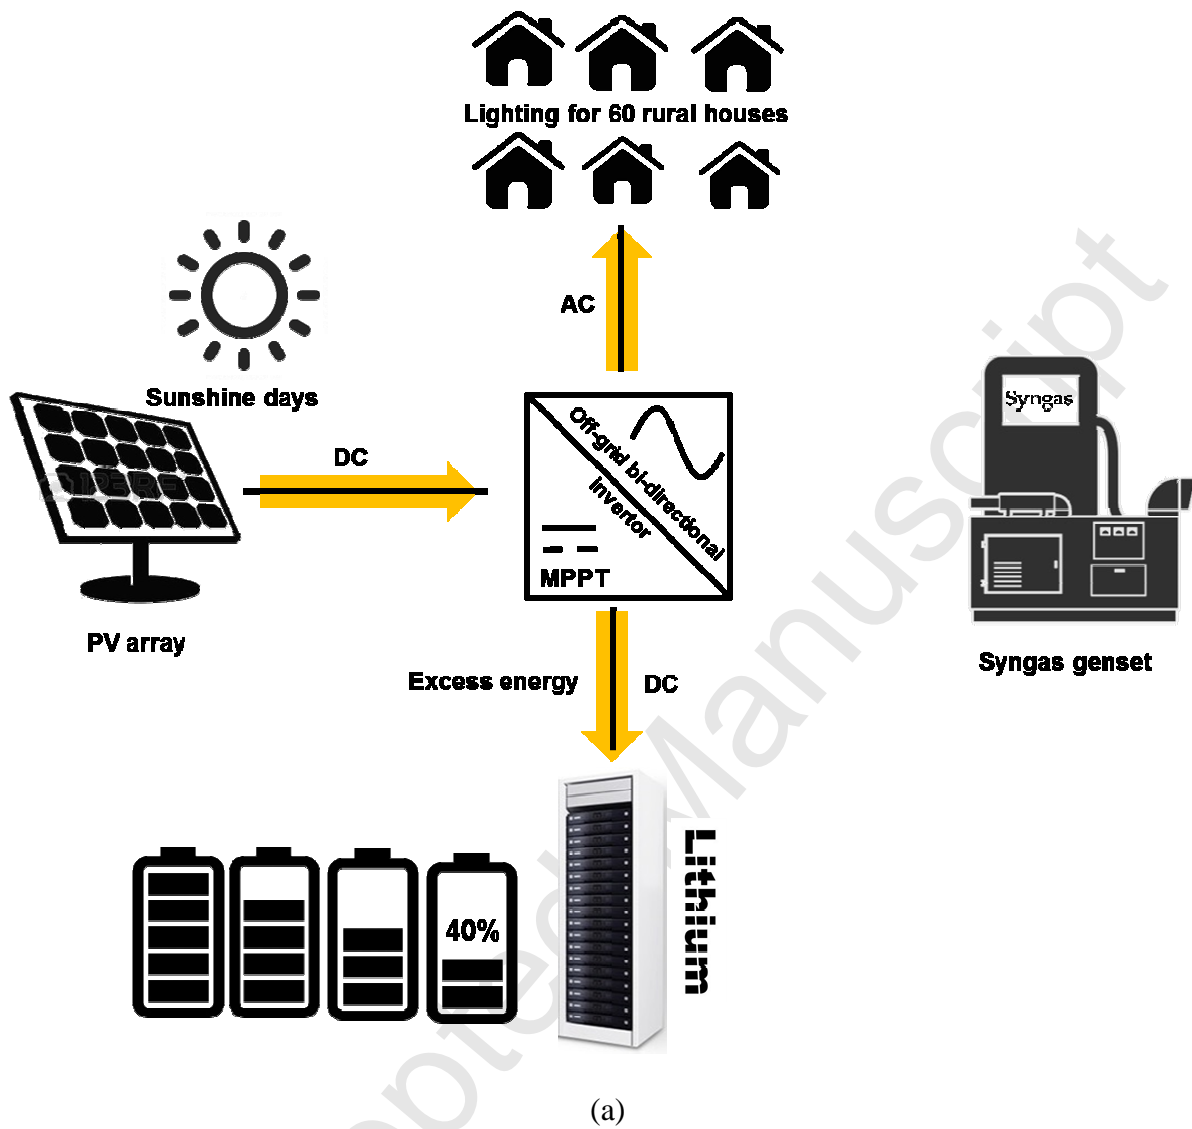 Lighting for 60 rural houses
AC
Sunshine days
Syngas
DC
Off-grid bi-directional
invertor
MPPT
PV array
Syngas genset
Excess energy
DC
Lithium
40%
(a)
pted Manuscript